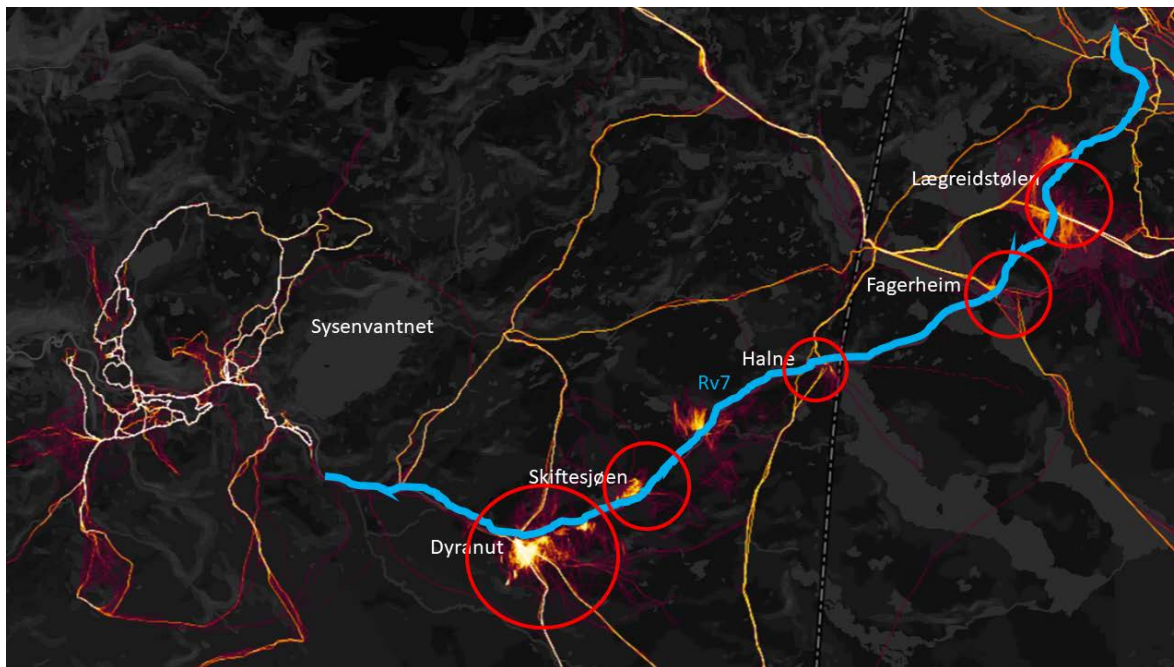 Lægreidstølen
Fagerheim
Sysenvantnet
Halne
Rv7
Skiftesjøen
Dyranut